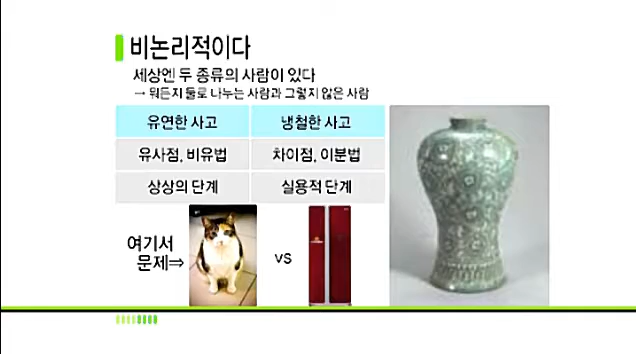 비논리적이다
세상엔 두 종류의 사람이 있다
→ 뭐든지 둘로 나누는 사람과 그렇지 않은 사람
유연한 사고 냉철한 사고
유사점, 비유법 차이점, 이분법
상상의 단계 실용적 단계
여기서
문제⇒
vs